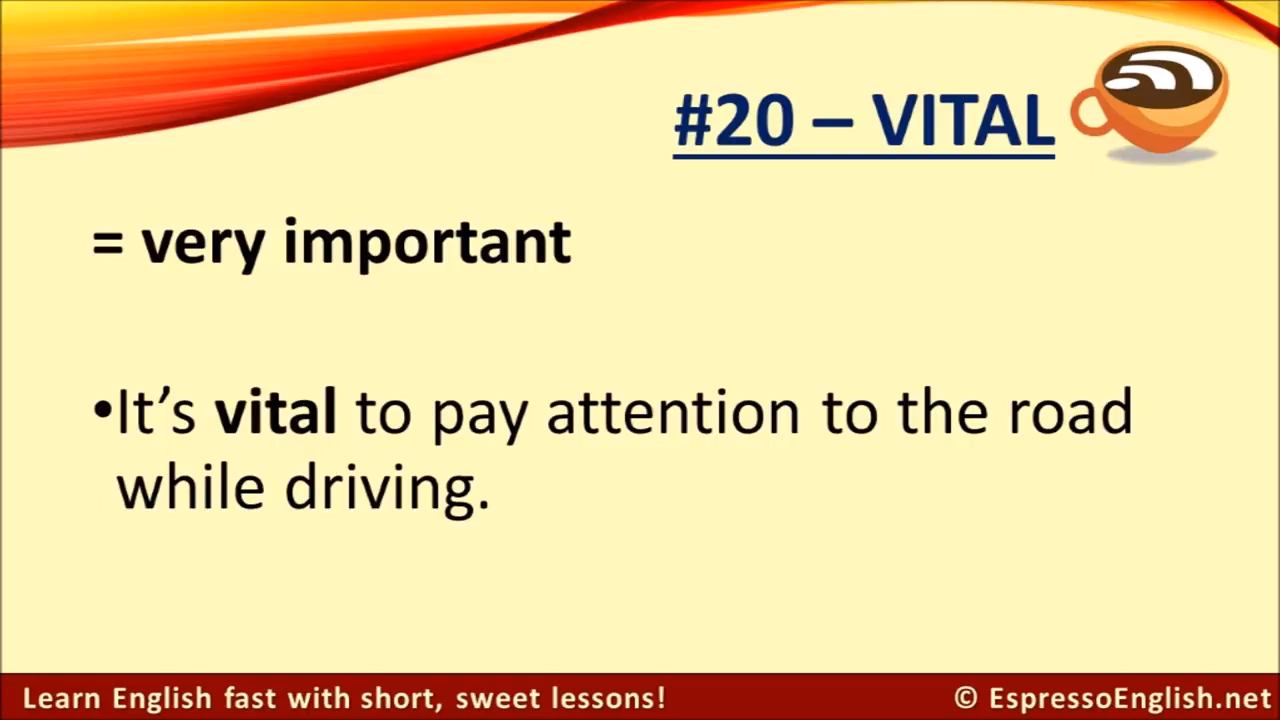 #20 – VITAL
= very important
•It’s vital to pay attention to the road
while driving.
Learn English fast with short, sweet lessons!
© EspressoEnglish.net